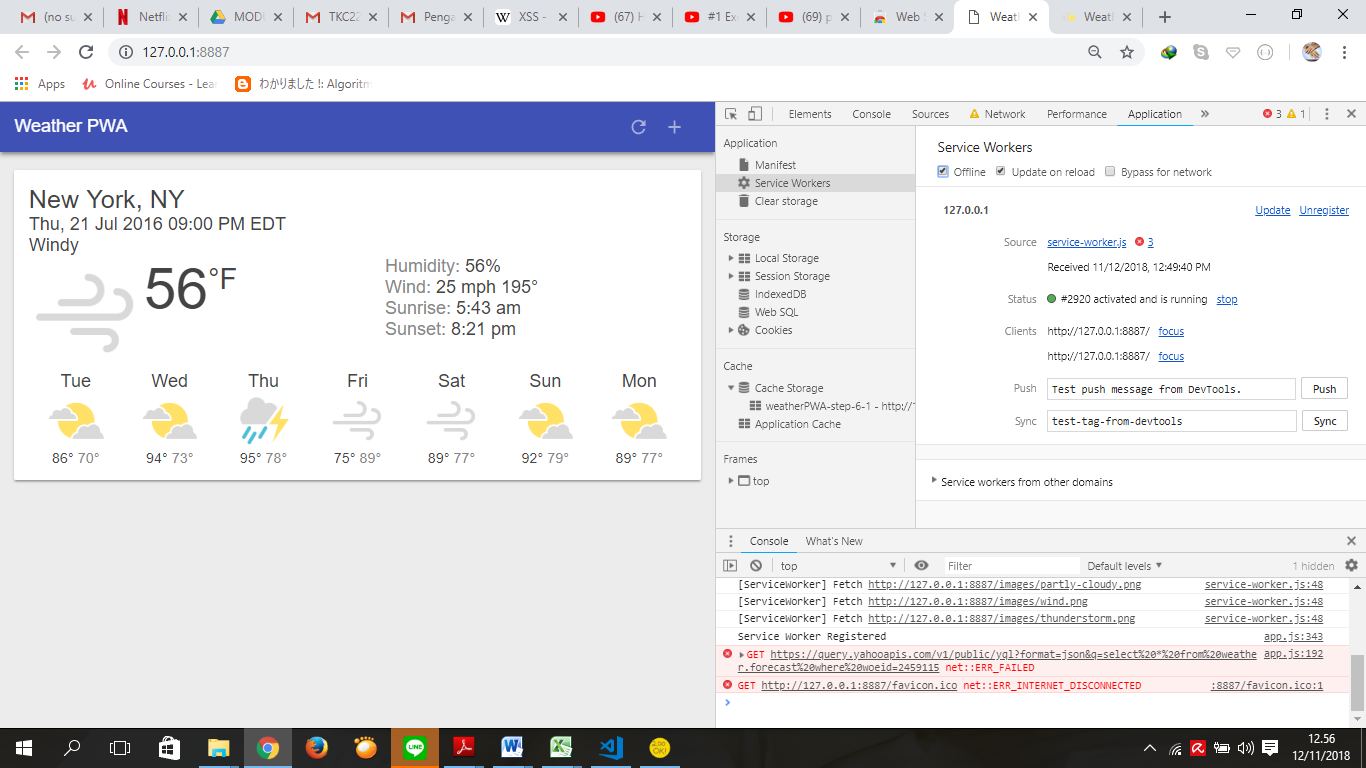 (no su
Netfli
MOD
TKC22
Penga
XSS -
(67) H
#1 Ex
(69) p
Web S
Weat
Weat
127.0.0.1:8887
Apps
Online Courses - Lea
わかりました !: Algorit
Weather PWA
New York, NY
Thu, 21 Jul 2016 09:00 PM EDT
Windy
56°F
Humidity: 56%
Wind: 25 mph 195°
Sunrise: 5:43 am
Sunset: 8:21 pm
Tue Wed Thu Fri Sat Sun Mon
86° 70° 94° 73° 95° 78° 75° 89° 89° 77° 92° 79° 89° 77°
Elements Console Sources Network Performance Application » 3 1
Application
Manifest
Service Workers
Clear storage
Storage
Local Storage
Session Storage
IndexedDB
Web SQL
Cookies
Cache
Cache Storage
weatherPWA-step-6-1 - http://1
Application Cache
Frames
top
Service Workers
Offline Update on reload Bypass for network
127.0.0.1 Update Unregister
Source service-worker.js 3
Received 11/12/2018, 12:49:40 PM
Status #2920 activated and is running stop
Clients http://127.0.0.1:8887/ focus
http://127.0.0.1:8887/ focus
Push Test push message from DevTools. Push
Sync test-tag-from-devtools Sync
Service workers from other domains
Console What's New
top Filter Default levels 1 hidden
[ServiceWorker] Fetch http://127.0.0.1:8887/images/partly-cloudy.png service-worker.js:48
[ServiceWorker] Fetch http://127.0.0.1:8887/images/wind.png service-worker.js:48
[ServiceWorker] Fetch http://127.0.0.1:8887/images/thunderstorm.png service-worker.js:48
Service Worker Registered app.js:343
GET https://query.yahooapis.com/v1/public/yql?format=json&q=select%20*%20from%20weathe app.js:192
r.forecast%20where%20woeid=2459115 net::ERR_FAILED
GET http://127.0.0.1:8887/favicon.ico net::ERR_INTERNET_DISCONNECTED :8887/favicon.ico:1
LINE
12.56
12/11/2018